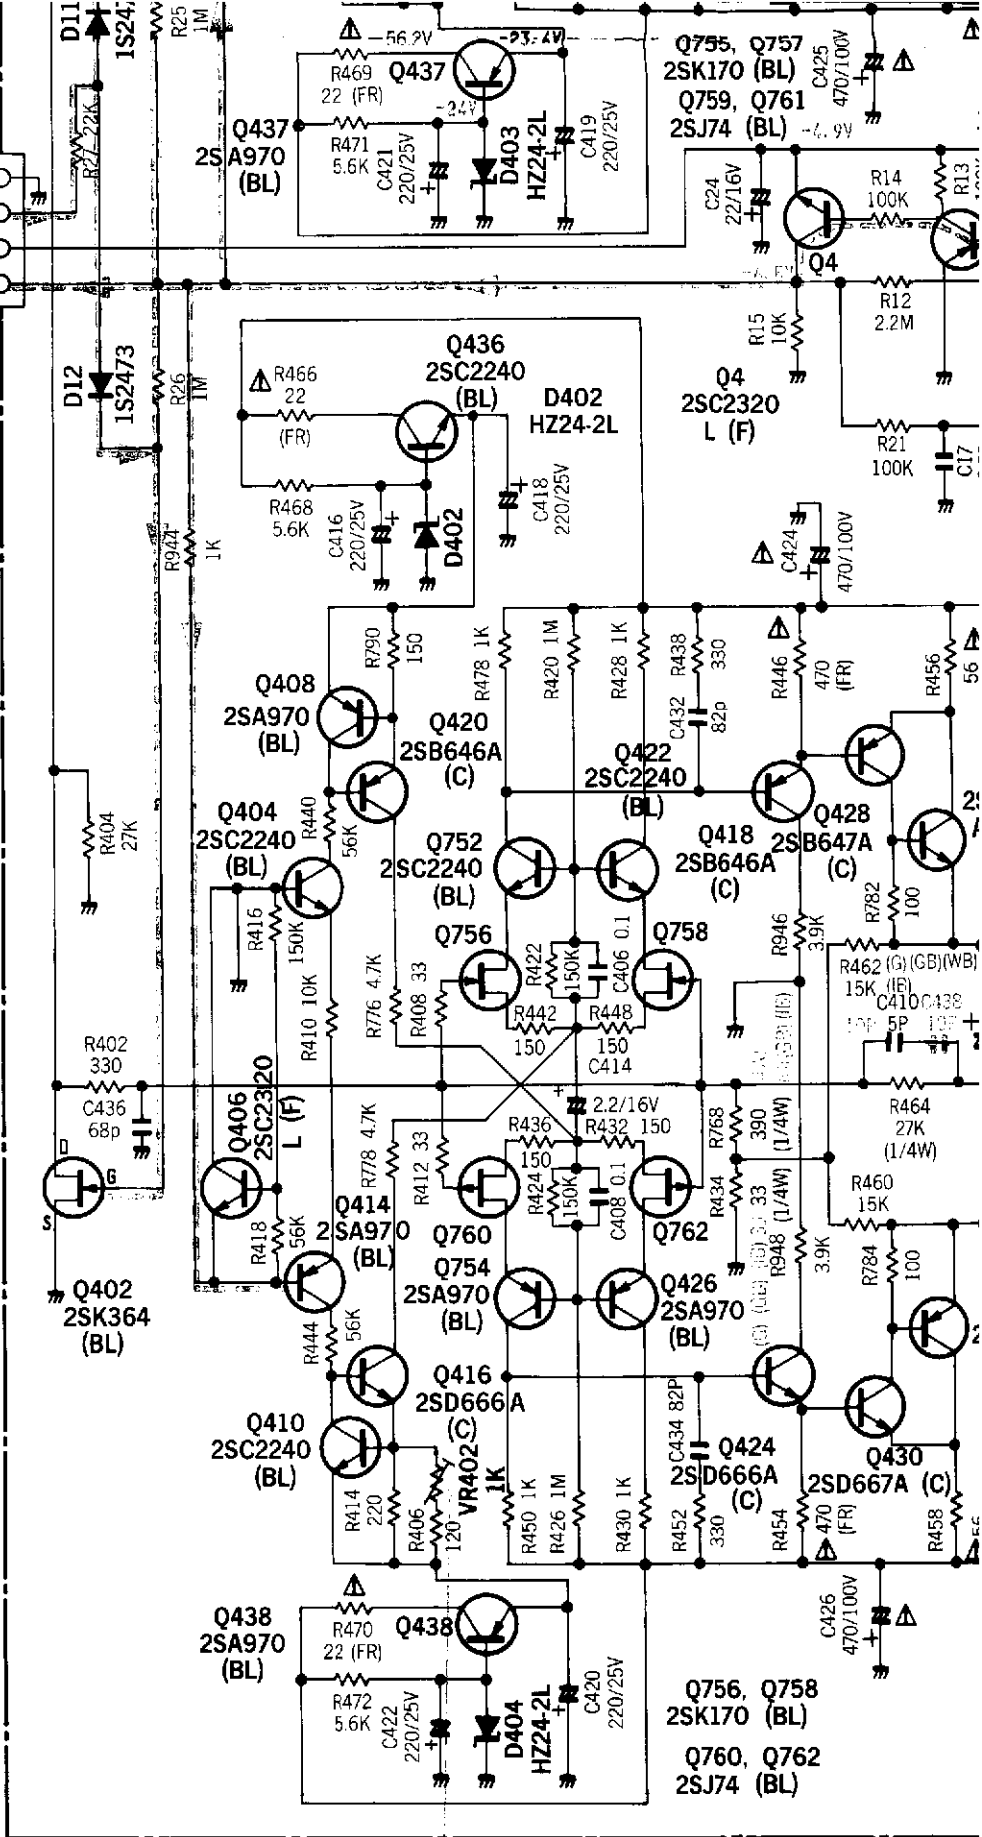 D11
1S247
R25
1M
R27 22K
D12
1S2473
R26
1M
R944
1K
-56.2V
-23.4V
R469
22 (FR)
Q437
-24V
Q437
2SA970
(BL)
R471
5.6K
C421
220/25V
D403
HZ24-2L
C419
220/25V
Q755, Q757
2SK170 (BL)
Q759, Q761
2SJ74 (BL)
C425
470/100V
-4.9V
C24
22/16V
R14
100K
R13
Q4
R12
2.2M
R15
10K
Q4
2SC2320
L (F)
R21
100K
C17
Q436
2SC2240
(BL)
R466
22
(FR)
D402
HZ24-2L
R468
5.6K
C416
220/25V
D402
C418
220/25V
C424
470/100V
R790
150
R478 1K
R420 1M
R428 1K
R438
330
C432
82p
R446
470
(FR)
R456
56
Q408
2SA970
(BL)
Q420
2SB646A
(C)
Q422
2SC2240
(BL)
R404
27K
Q404
2SC2240
(BL)
R440
56K
Q752
2SC2240
(BL)
Q418
2SB646A
(C)
Q428
2SB647A
(C)
R416
150K
R410 10K
R776 4.7K
R408 33
Q756
R422
150K
C406 0.1
Q758
R946
3.9K
R782
100
R462
15K
(G) (GB) (WB)
(IB)
C410
5P
C438
R442
150
R448
150
C414
2.2/16V
R402
330
C436
68p
Q406
2SC2320
L (F)
R778 4.7K
R412 33
R436
150
R432 150
R424
150K
C408 0.1
R768
390
(1/4W)
R434
33
(1/4W)
R464
27K
(1/4W)
R460
15K
D
G
S
Q402
2SK364
(BL)
R418
56K
Q414
2SA970
(BL)
Q760
Q754
2SA970
(BL)
Q762
Q426
2SA970
(BL)
R948
3.9K
R784
100
R444
56K
Q416
2SD666A
(C)
Q410
2SC2240
(BL)
C434 82P
Q424
2SD666A
(C)
Q430
2SD667A (C)
R414
220
R406
120
VR402
1K
R450 1K
R426 1M
R430 1K
R452
330
R454
470
(FR)
R458
56
Q438
2SA970
(BL)
R470
22 (FR)
Q438
R472
5.6K
C422
220/25V
D404
HZ24-2L
C420
220/25V
C426
470/100V
Q756, Q758
2SK170 (BL)
Q760, Q762
2SJ74 (BL)